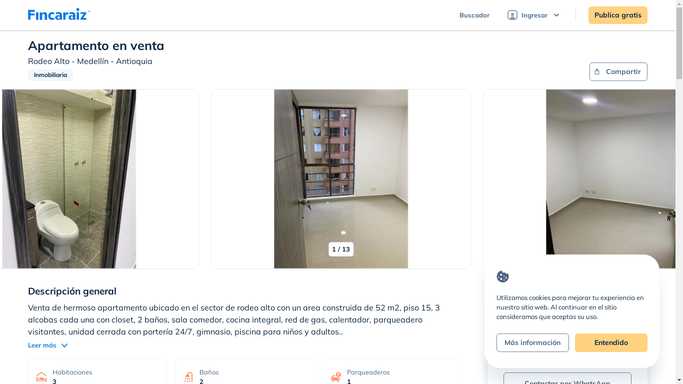 Fincaraiz
Buscador
Ingresar
Publica gratis
Apartamento en venta
Rodeo Alto - Medellín - Antioquia
Inmobiliaria
Compartir
1 / 13
Descripción general
Venta de hermoso apartamento ubicado en el sector de rodeo alto con un area construida de 52 m2, piso 15, 3
alcobas cada una con closet, 2 baños, sala comedor, cocina integral, red de gas, calentador, parqueadero
visitantes, unidad cerrada con portería 24/7, gimnasio, piscina para niños y adultos..
Leer más
Habitaciones
3
Baños
2
Parqueaderos
1
Utilizamos cookies para mejorar tu experiencia en
nuestro sitio web. Al continuar en el sitio
consideramos que aceptas su uso.
Más información
Entendido
Contactar por WhatsApp